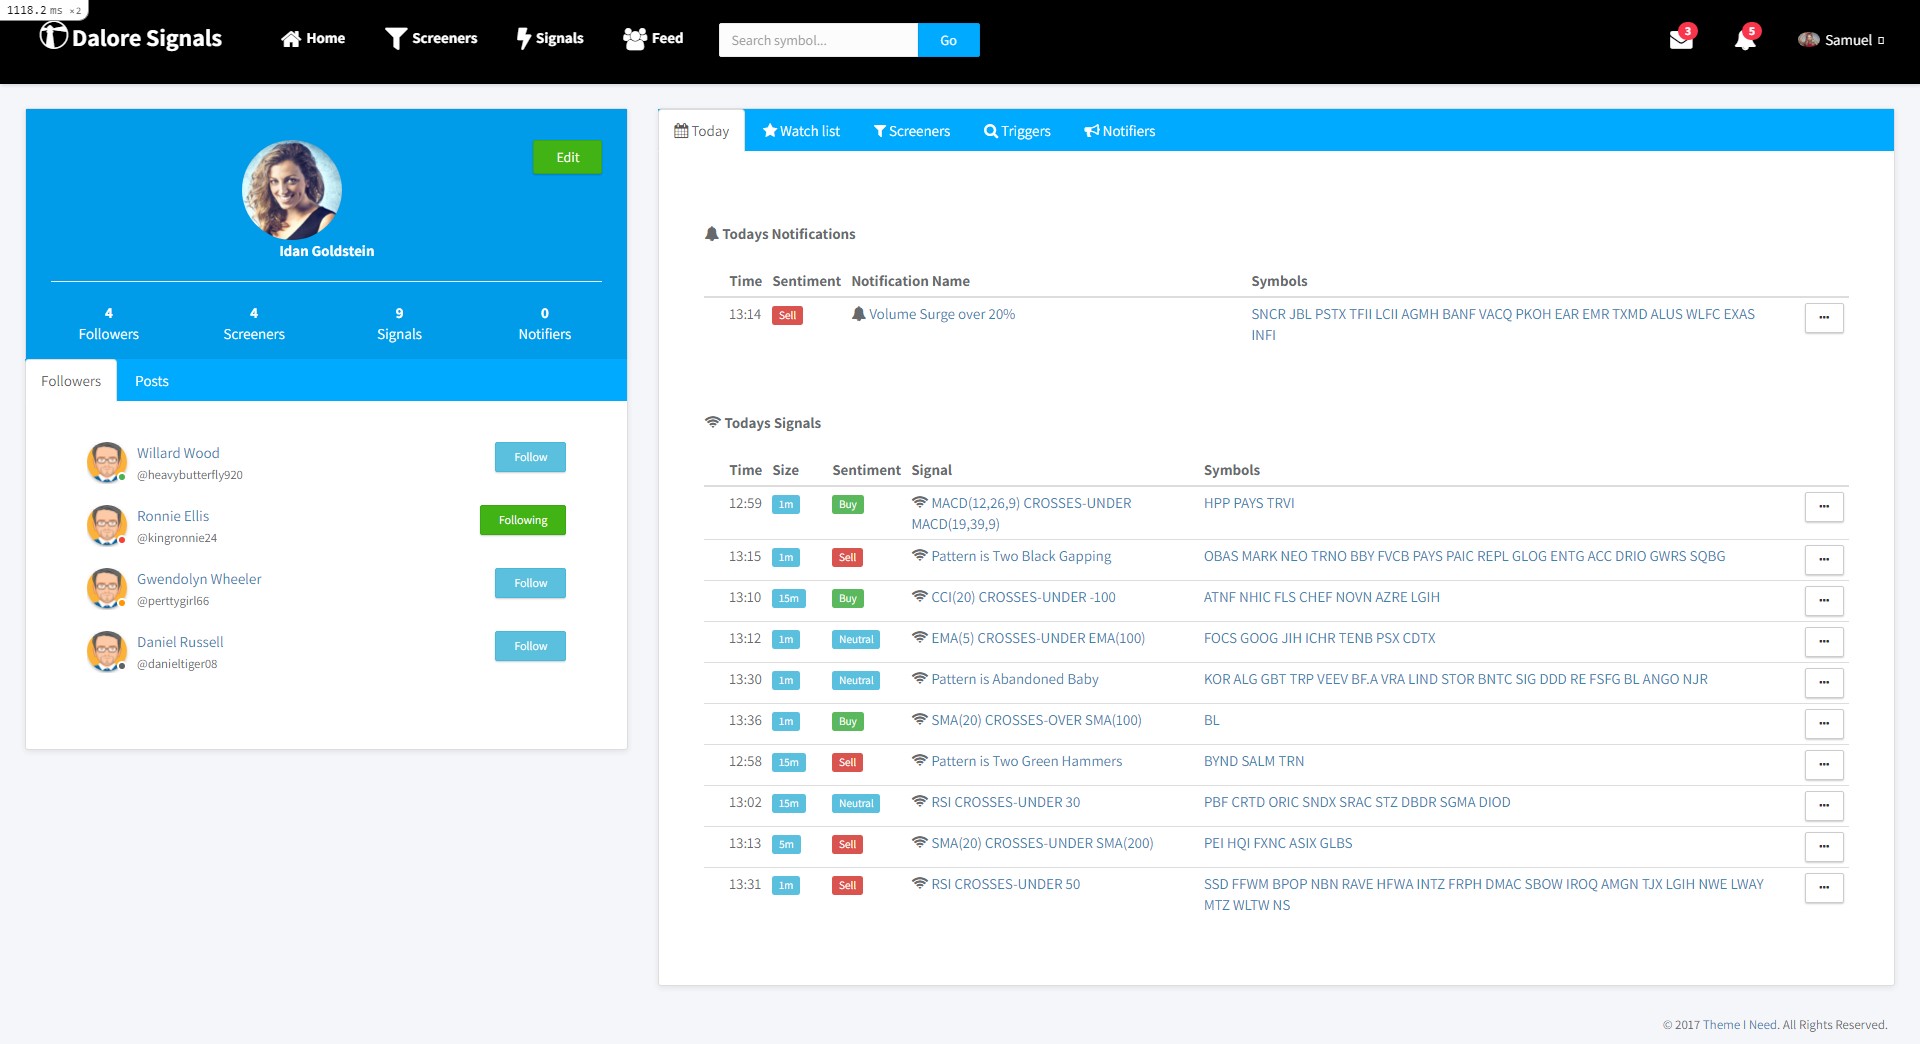 1118.2 ms ×2
Dalore Signals
Home
Screeners
Signals
Feed
Search symbol...
Go
3
5
Samuel
Edit
Idan Goldstein
4
Followers
4
Screeners
9
Signals
0
Notifiers
Followers
Posts
Willard Wood
@heavybutterfly920
Follow
Ronnie Ellis
@kingronnie24
Following
Gwendolyn Wheeler
@perttygirl66
Follow
Daniel Russell
@danieltiger08
Follow
Today
Watch list
Screeners
Triggers
Notifiers
Todays Notifications
Time Sentiment Notification Name Symbols
13:14 Sell Volume Surge over 20% SNCR JBL PSTX TFII LCII AGMH BANF VACQ PKOH EAR EMR TXMD ALUS WLFC EXAS
INFI
Todays Signals
Time Size Sentiment Signal Symbols
12:59 1m Buy MACD(12,26,9) CROSSES-UNDER HPP PAYS TRVI
MACD(19,39,9)
13:15 1m Sell Pattern is Two Black Gapping OBAS MARK NEO TRNO BBY FVCB PAYS PAIC REPL GLOG ENTG ACC DRIO GWRS SQBG
13:10 15m Buy CCI(20) CROSSES-UNDER -100 ATNF NHIC FLS CHEF NOVN AZRE LGIH
13:12 1m Neutral EMA(5) CROSSES-UNDER EMA(100) FOCS GOOG JIH ICHR TENB PSX CDTX
13:30 1m Neutral Pattern is Abandoned Baby KOR ALG GBT TRP VEEV BF.A VRA LIND STOR BNTC SIG DDD RE FSFG BL ANGO NJR
13:36 1m Buy SMA(20) CROSSES-OVER SMA(100) BL
12:58 15m Sell Pattern is Two Green Hammers BYND SALM TRN
13:02 15m Neutral RSI CROSSES-UNDER 30 PBF CRTD ORIC SNDX SRAC STZ DBDR SGMA DIOD
13:13 5m Sell SMA(20) CROSSES-UNDER SMA(200) PEI HQI FXNC ASIX GLBS
13:31 1m Sell RSI CROSSES-UNDER 50 SSD FFWM BPOP NBN RAVE HFWA INTZ FRPH DMAC SBOW IROQ AMGN TJX LGIH NWE LWAY
MTZ WLTW NS
© 2017 Theme I Need. All Rights Reserved.